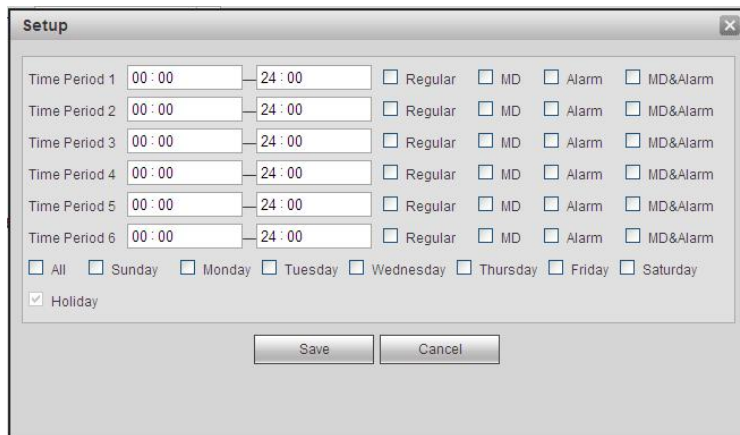 Setup
Time Period 1 00:00 — 24:00 Regular MD Alarm MD&Alarm
Time Period 2 00:00 — 24:00 Regular MD Alarm MD&Alarm
Time Period 3 00:00 — 24:00 Regular MD Alarm MD&Alarm
Time Period 4 00:00 — 24:00 Regular MD Alarm MD&Alarm
Time Period 5 00:00 — 24:00 Regular MD Alarm MD&Alarm
Time Period 6 00:00 — 24:00 Regular MD Alarm MD&Alarm
All Sunday Monday Tuesday Wednesday Thursday Friday Saturday
Holiday
Save Cancel